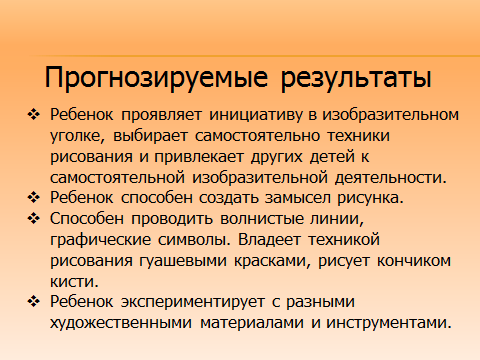 Прогнозируемые результаты
❖ Ребенок проявляет инициативу в изобразительном
уголке, выбирает самостоятельно техники
рисования и привлекает других детей к
самостоятельной изобразительной деятельности.
❖ Ребенок способен создать замысел рисунка.
❖ Способен проводить волнистые линии,
графические символы. Владеет техникой
рисования гуашевыми красками, рисует кончиком
кисти.
❖ Ребенок экспериментирует с разными
художественными материалами и инструментами.